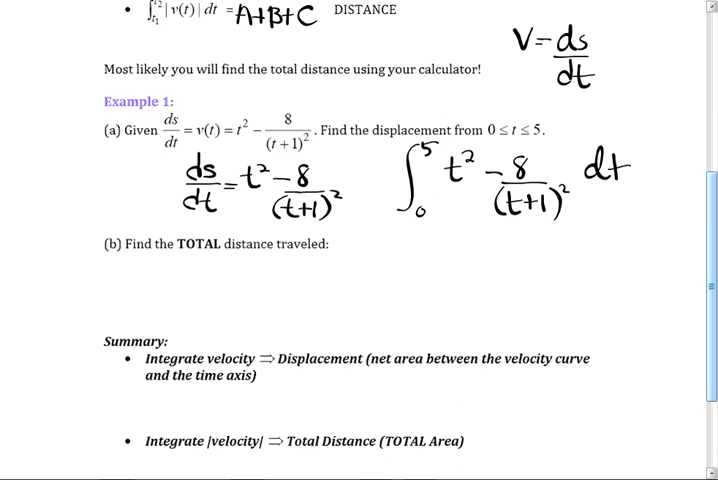 • ∫_{t₁}^{t₂} | v(t) | dt = A+B+C DISTANCE
V = ds/dt
Most likely you will find the total distance using your calculator!
Example 1:
(a) Given ds/dt = v(t) = t² − 8/(t+1)² . Find the displacement from 0 ≤ t ≤ 5.
ds/dt = t² − 8/(t+1)² ∫₀⁵ t² − 8/(t+1)² dt
(b) Find the TOTAL distance traveled:
Summary:
• Integrate velocity ⇒ Displacement (net area between the velocity curve
and the time axis)
• Integrate |velocity| ⇒ Total Distance (TOTAL Area)